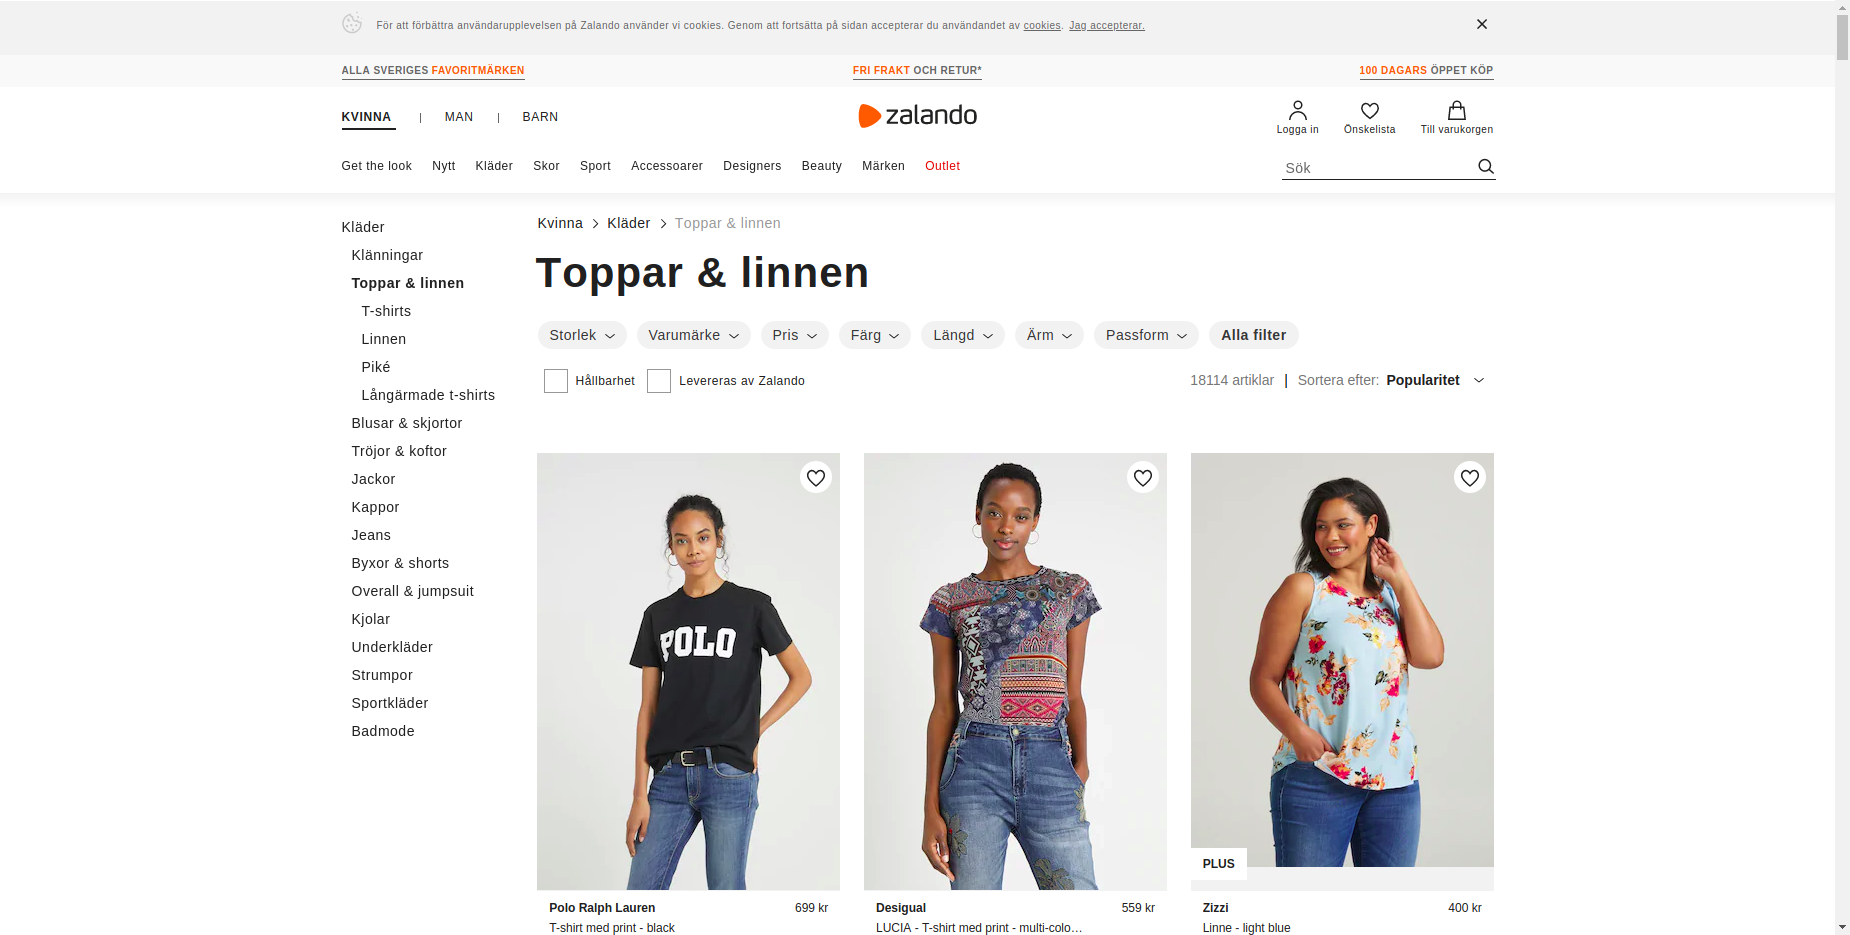 För att förbättra användarupplevelsen på Zalando använder vi cookies. Genom att fortsätta på sidan accepterar du användandet av cookies. Jag accepterar.
ALLA SVERIGES FAVORITMÄRKEN
FRI FRAKT OCH RETUR*
100 DAGARS ÖPPET KÖP
KVINNA | MAN | BARN
zalando
Logga in
Önskelista
Till varukorgen
Get the look Nytt Kläder Skor Sport Accessoarer Designers Beauty Märken Outlet
Sök
Kläder
Klänningar
Toppar & linnen
T-shirts
Linnen
Piké
Långärmade t-shirts
Blusar & skjortor
Tröjor & koftor
Jackor
Kappor
Jeans
Byxor & shorts
Overall & jumpsuit
Kjolar
Underkläder
Strumpor
Sportkläder
Badmode
Kvinna > Kläder > Toppar & linnen
Toppar & linnen
Storlek Varumärke Pris Färg Längd Ärm Passform Alla filter
Hållbarhet Levereras av Zalando
18114 artiklar | Sortera efter: Popularitet
POLO
PLUS
Polo Ralph Lauren 699 kr
T-shirt med print - black
Desigual 559 kr
LUCIA - T-shirt med print - multi-colo…
Zizzi 400 kr
Linne - light blue